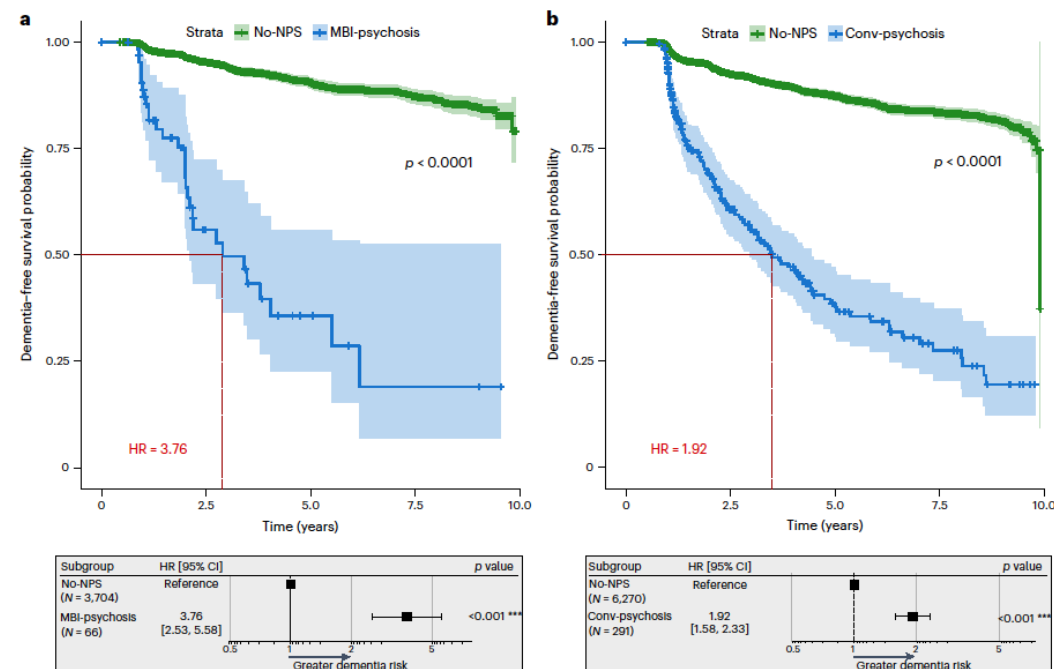 a
Strata No-NPS MBI-psychosis
Dementia-free survival probability
1.00
0.75
0.50
0.25
0
p < 0.0001
HR = 3.76
0 2.5 5.0 7.5 10.0
Time (years)
Subgroup HR [95% CI] p value
No-NPS Reference
(N = 3,704)
MBI-psychosis 3.76 <0.001 ***
(N = 66) [2.53, 5.58]
0.5 1 2 5
Greater dementia risk
b
Strata No-NPS Conv-psychosis
Dementia-free survival probability
1.00
0.75
0.50
0.25
0
p < 0.0001
HR = 1.92
0 2.5 5.0 7.5 10.0
Time (years)
Subgroup HR [95% CI] p value
No-NPS Reference
(N = 6,270)
Conv-psychosis 1.92 <0.001 ***
(N = 291) [1.58, 2.33]
0.5 1 2 5
Greater dementia risk